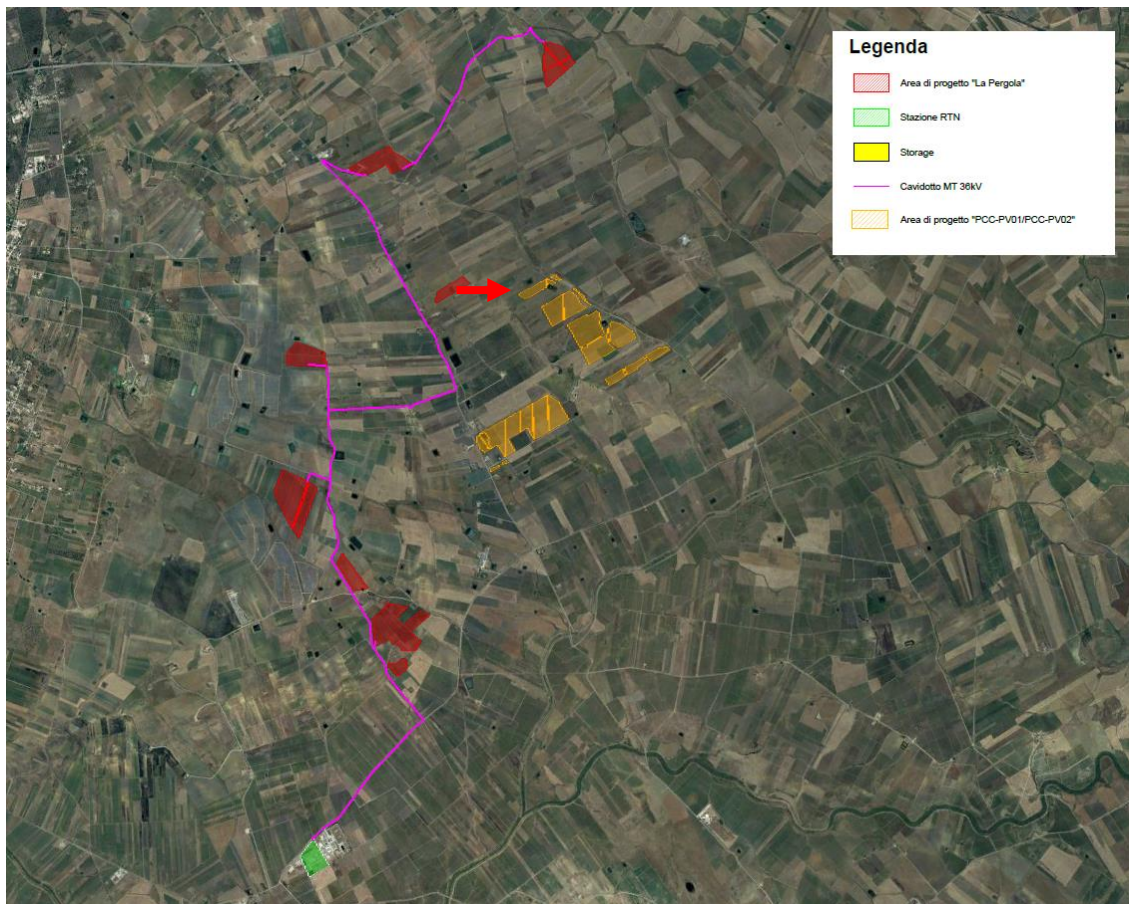 Legenda
Area di progetto "La Pergola"
Stazione RTN
Storage
Cavidotto MT 36kV
Area di progetto "PCC-PV01/PCC-PV02"